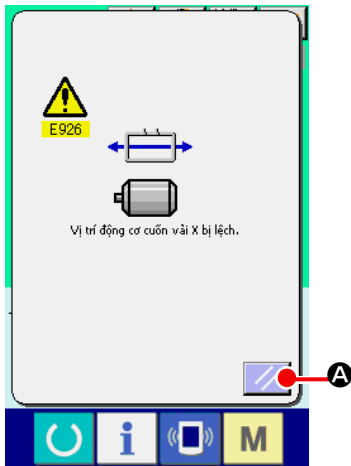 E926
Vị trí động cơ cuốn vải X bị lệch.
A
i
M